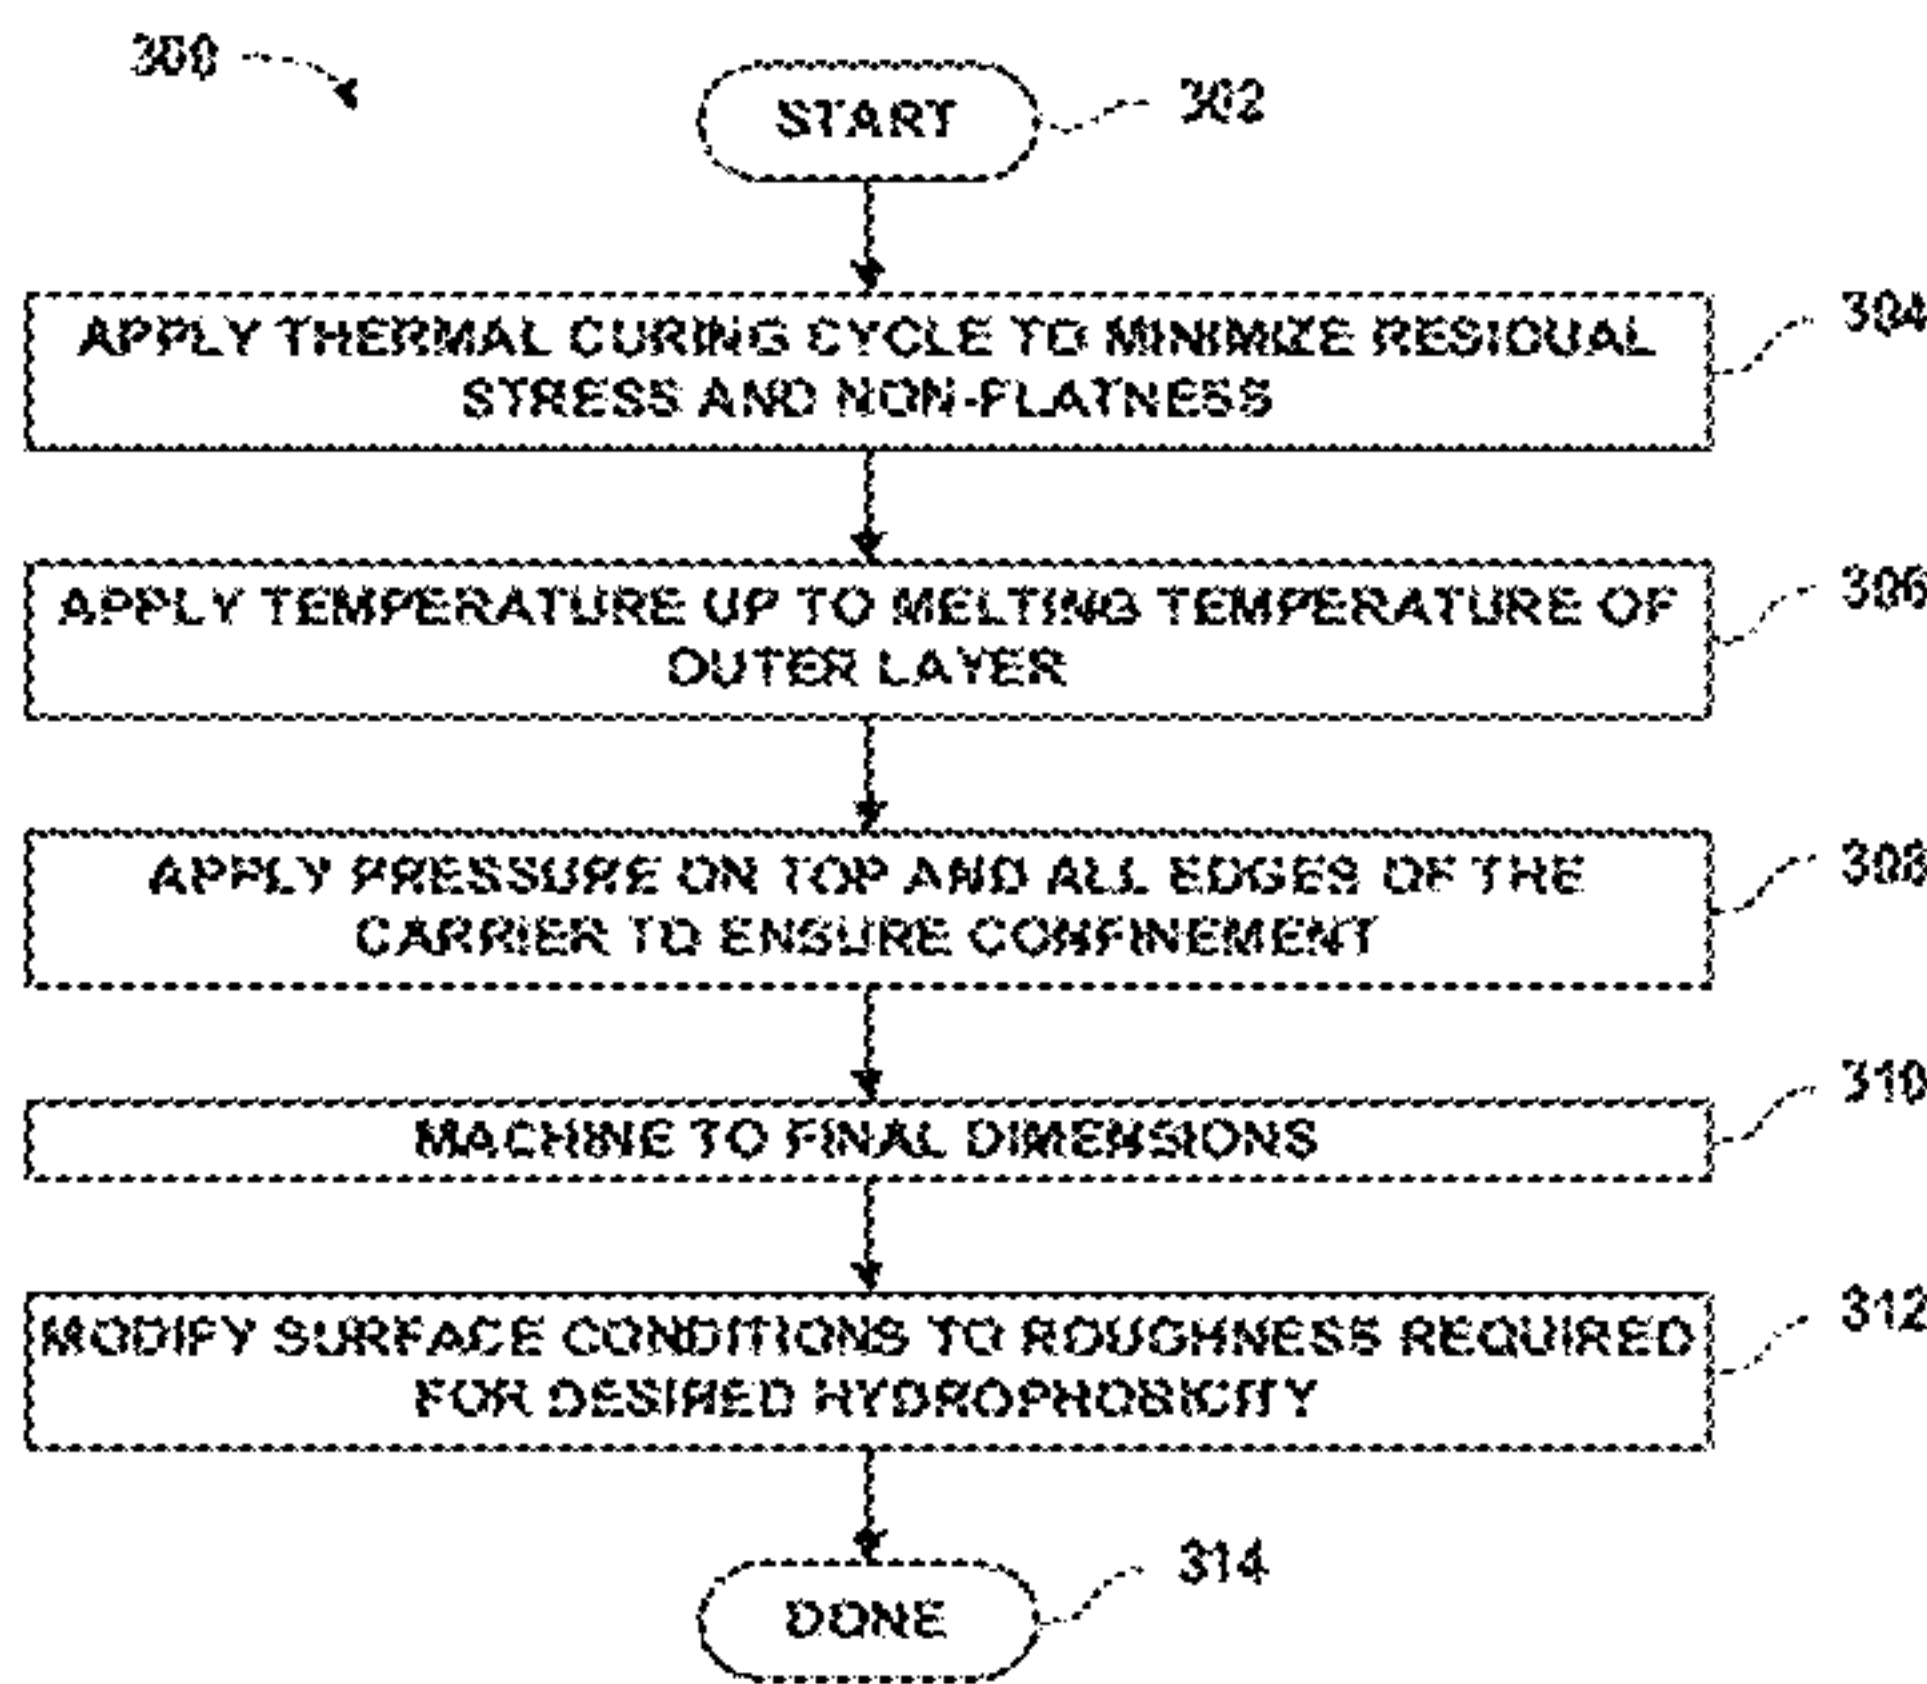 300
START
302
APPLY THERMAL CURING CYCLE TO MINIMIZE RESIDUAL
STRESS AND NON-FLATNESS
304
APPLY TEMPERATURE UP TO MELTING TEMPERATURE OF
OUTER LAYER
306
APPLY PRESSURE ON TOP AND ALL EDGES OF THE
CARRIER TO ENSURE CONFINEMENT
308
MACHINE TO FINAL DIMENSIONS
310
MODIFY SURFACE CONDITIONS TO ROUGHNESS REQUIRED
FOR DESIRED HYDROPHOBICITY
312
DONE
314